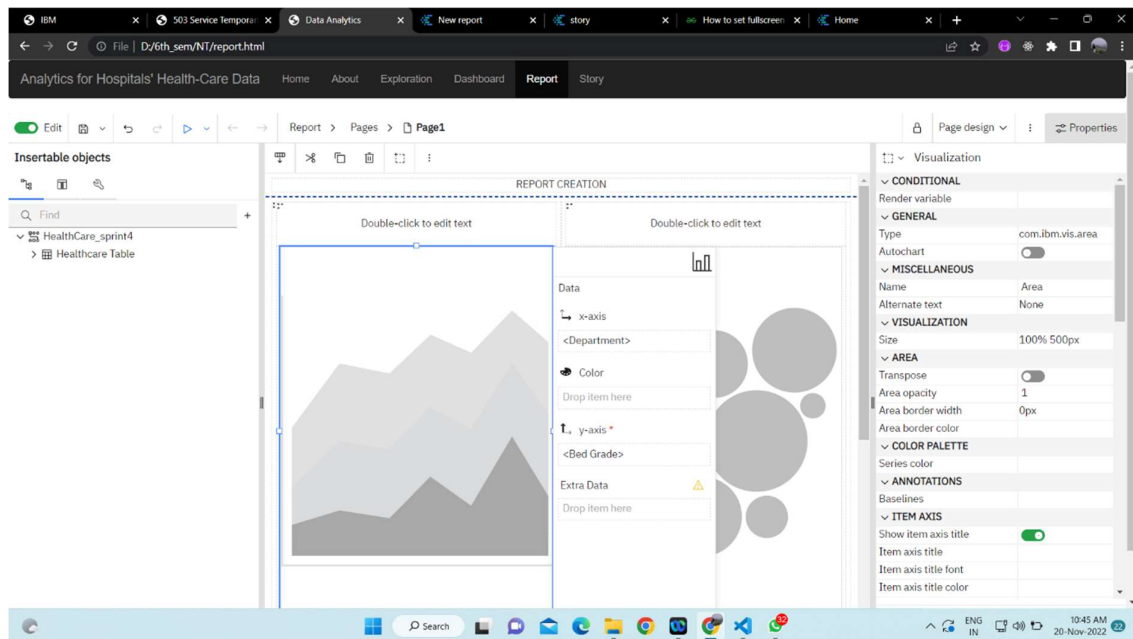 IBM
503 Service Temporar
Data Analytics
New report
story
How to set fullscreen
Home
File | D:/6th_sem/NT/report.html
Analytics for Hospitals' Health-Care Data Home About Exploration Dashboard Report Story
Edit
Report > Pages > Page1
Page design
Properties
Insertable objects
Find
HealthCare_sprint4
Healthcare Table
REPORT CREATION
Double-click to edit text
Double-click to edit text
Data
x-axis
<Department>
Color
Drop item here
y-axis *
<Bed Grade>
Extra Data
Drop item here
Visualization
CONDITIONAL
Render variable
GENERAL
Type com.ibm.vis.area
Autochart
MISCELLANEOUS
Name Area
Alternate text None
VISUALIZATION
Size 100% 500px
AREA
Transpose
Area opacity 1
Area border width 0px
Area border color
COLOR PALETTE
Series color
ANNOTATIONS
Baselines
ITEM AXIS
Show item axis title
Item axis title
Item axis title font
Item axis title color
Search
32
ENG
IN
10:45 AM
20-Nov-2022
22